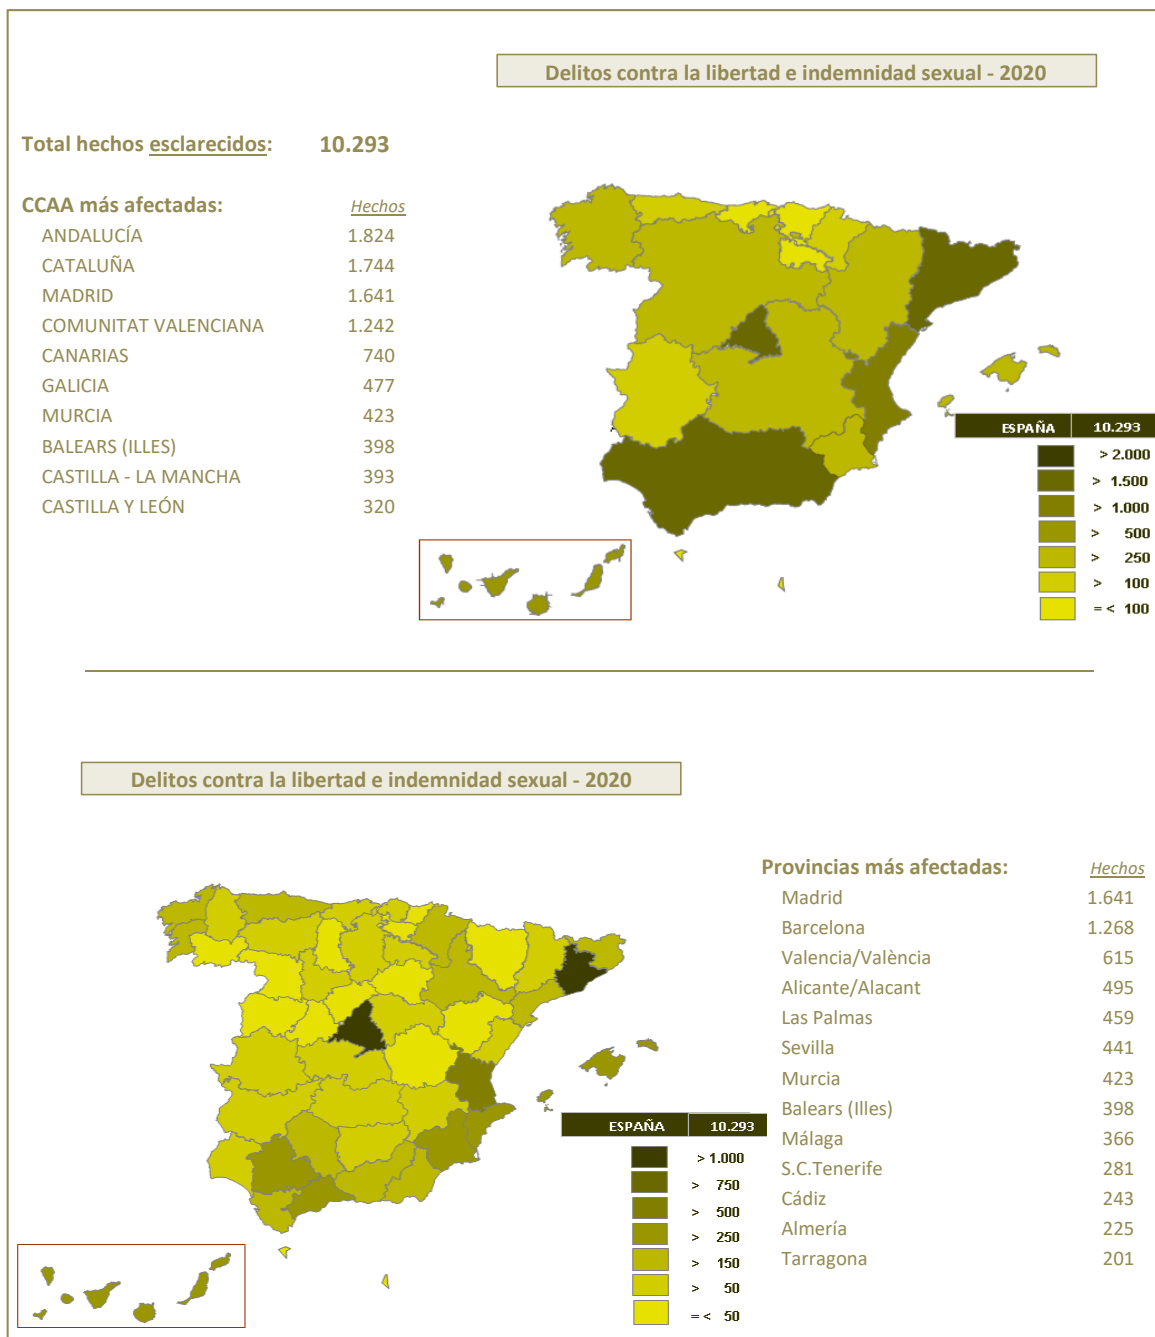 Delitos contra la libertad e indemnidad sexual - 2020
Total hechos esclarecidos: 10.293
CCAA más afectadas: Hechos
ANDALUCÍA 1.824
CATALUÑA 1.744
MADRID 1.641
COMUNITAT VALENCIANA 1.242
CANARIAS 740
GALICIA 477
MURCIA 423
BALEARS (ILLES) 398
CASTILLA - LA MANCHA 393
CASTILLA Y LEÓN 320
ESPAÑA 10.293
> 2.000
> 1.500
> 1.000
> 500
> 250
> 100
= < 100
Delitos contra la libertad e indemnidad sexual - 2020
Provincias más afectadas: Hechos
Madrid 1.641
Barcelona 1.268
Valencia/València 615
Alicante/Alacant 495
Las Palmas 459
Sevilla 441
Murcia 423
Balears (Illes) 398
Málaga 366
S.C.Tenerife 281
Cádiz 243
Almería 225
Tarragona 201
ESPAÑA 10.293
> 1.000
> 750
> 500
> 250
> 150
> 50
= < 50